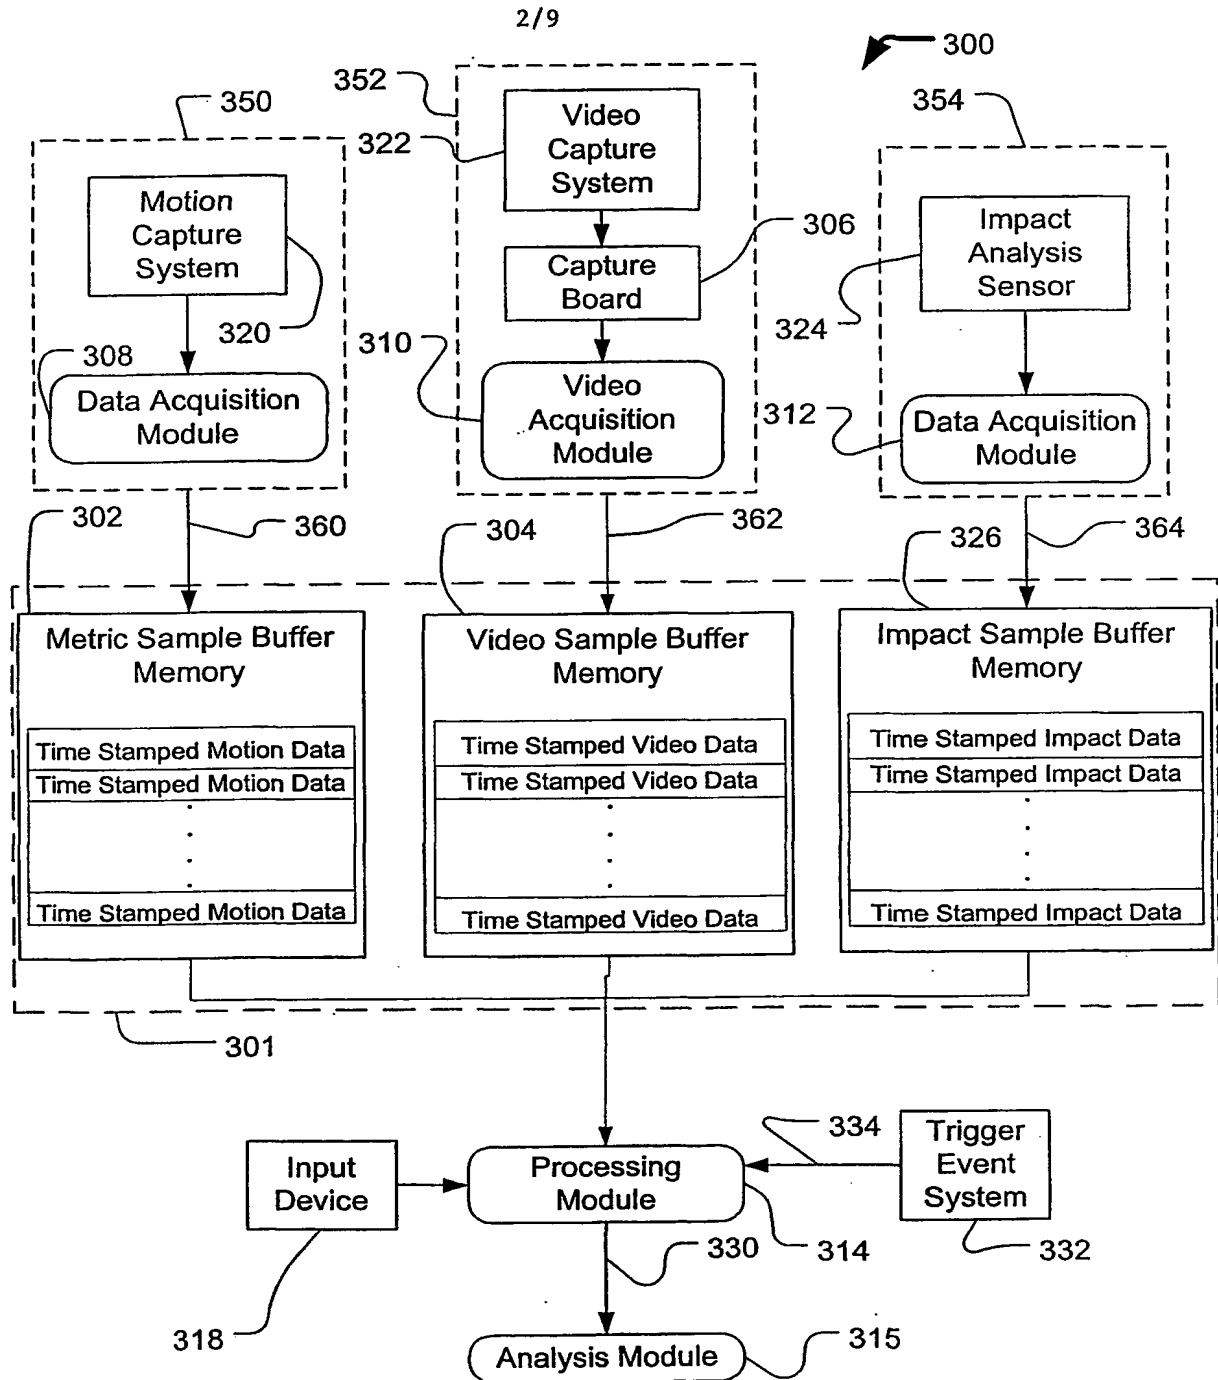 2/9
300
350
352
354
322
Video
Capture
System
Motion
Capture
System
Impact
Analysis
Sensor
306
Capture
Board
320
324
308
310
Data Acquisition
Module
Video
Acquisition
Module
312
Data Acquisition
Module
302
360
304
362
326
364
Metric Sample Buffer
Memory
Time Stamped Motion Data
Time Stamped Motion Data
Time Stamped Motion Data
Video Sample Buffer
Memory
Time Stamped Video Data
Time Stamped Video Data
Time Stamped Video Data
Impact Sample Buffer
Memory
Time Stamped Impact Data
Time Stamped Impact Data
Time Stamped Impact Data
301
Input
Device
Processing
Module
334
Trigger
Event
System
318
330
314
332
Analysis Module
315